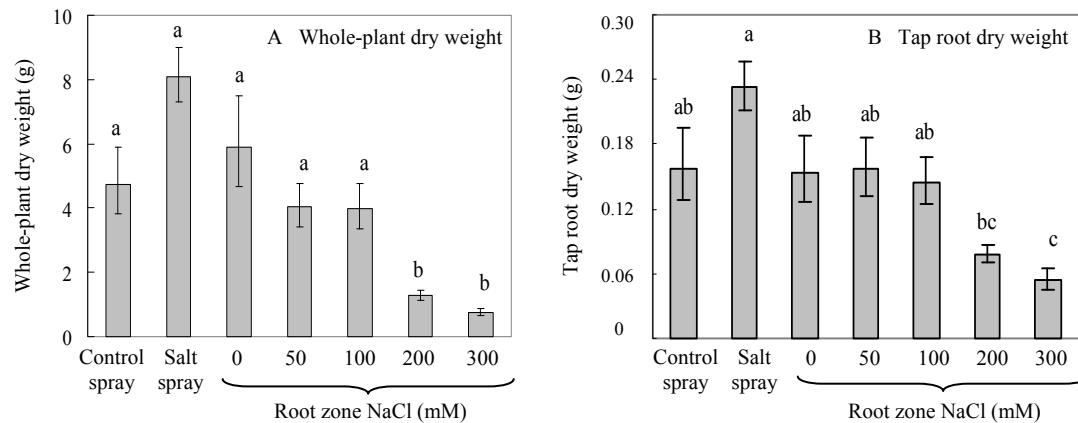 A Whole-plant dry weight
Whole-plant dry weight (g)
10
8
6
4
2
0
a
a
a
a
a
b
b
Control spray
Salt spray
0
50
100
200
300
Root zone NaCl (mM)
B Tap root dry weight
Tap root dry weight (g)
0.30
0.24
0.18
0.12
0.06
0
ab
a
ab
ab
ab
bc
c
Control spray
Salt spray
0
50
100
200
300
Root zone NaCl (mM)